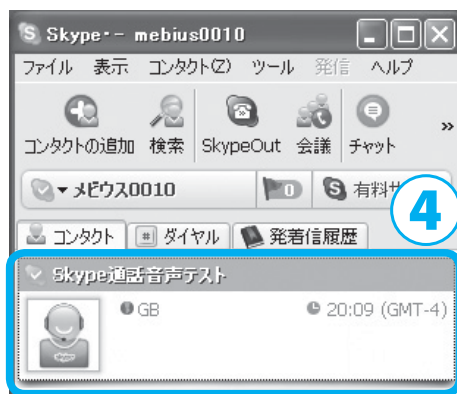 Skype・- mebius0010
ファイル 表示 コンタクト(Z) ツール 発信 ヘルプ
コンタクトの追加 検索 SkypeOut 会議 チャット »
メビウス0010 0 有料サ
4
コンタクト # ダイヤル 発着信履歴
Skype通話音声テスト
GB 20:09 (GMT-4)